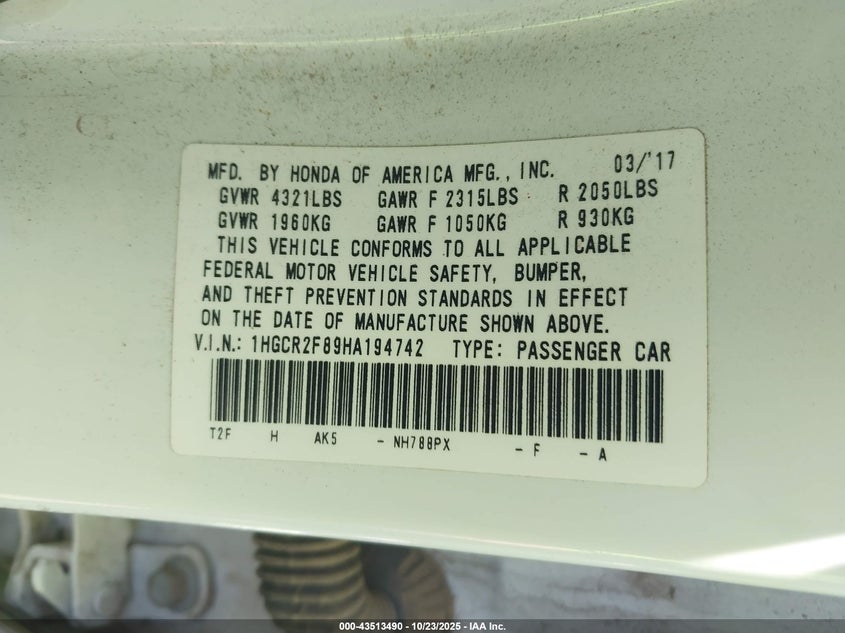 MFD. BY HONDA OF AMERICA MFG., INC. 03/'17
GVWR 4321LBS GAWR F 2315LBS R 2050LBS
GVWR 1960KG GAWR F 1050KG R 930KG
THIS VEHICLE CONFORMS TO ALL APPLICABLE
FEDERAL MOTOR VEHICLE SAFETY, BUMPER,
AND THEFT PREVENTION STANDARDS IN EFFECT
ON THE DATE OF MANUFACTURE SHOWN ABOVE.
V.I.N.: 1HGCR2F89HA194742 TYPE: PASSENGER CAR
T2F H AK5 - NH788PX - F - A
000-43513490 - 10/23/2025 - IAA Inc.